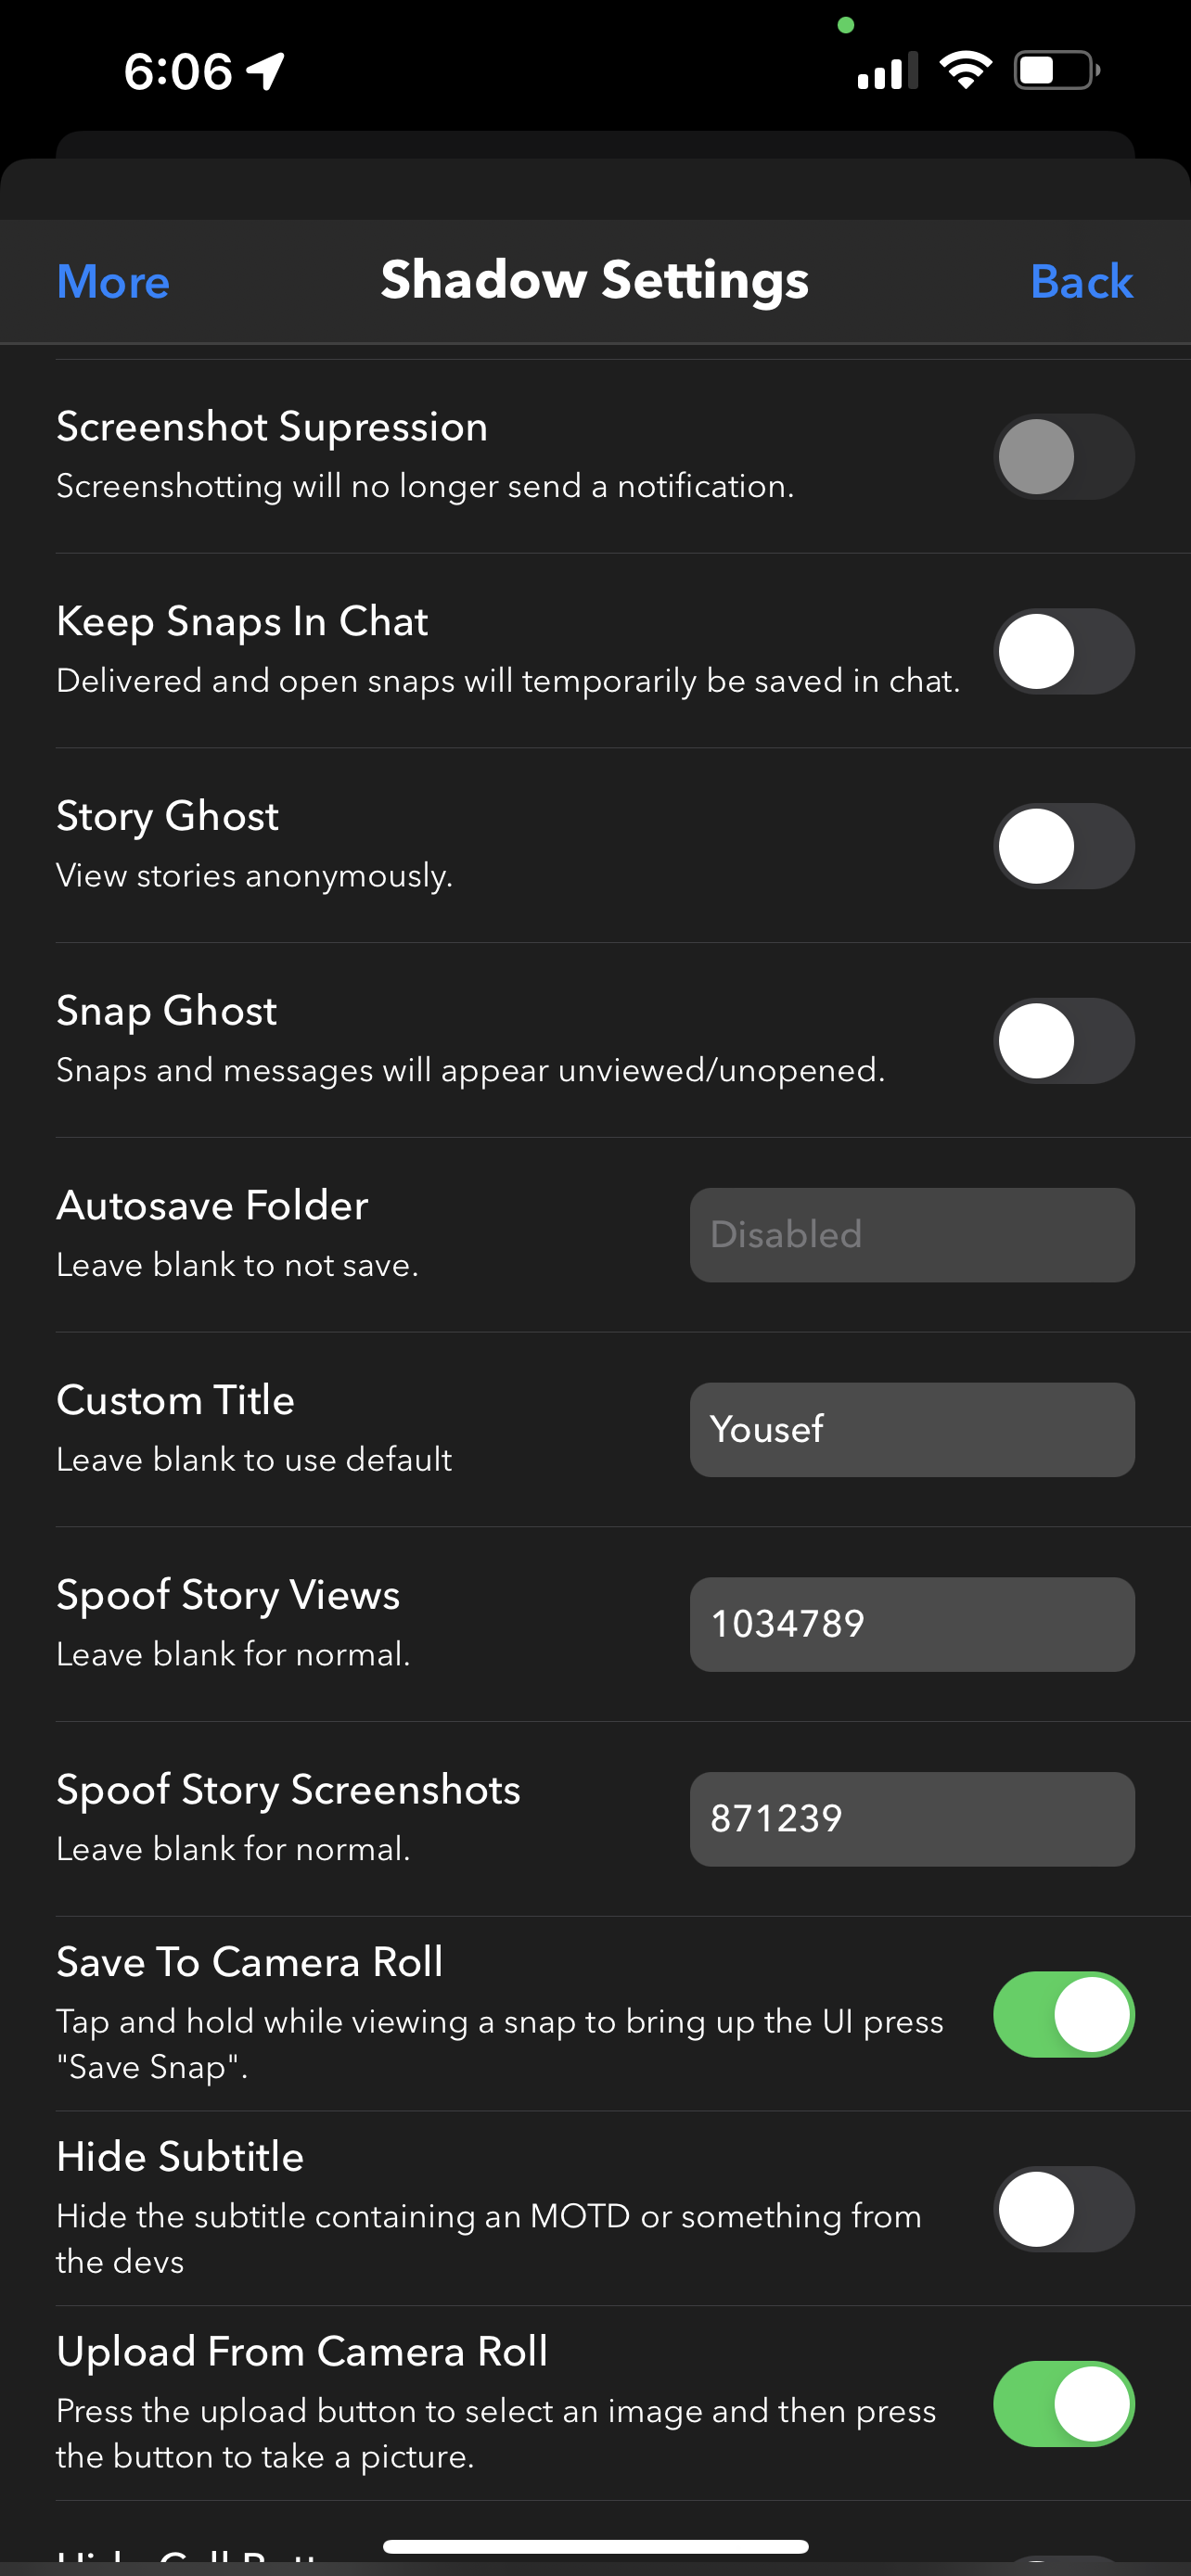 6:06
More
Shadow Settings
Back
Screenshot Supression
Screenshotting will no longer send a notification.
Keep Snaps In Chat
Delivered and open snaps will temporarily be saved in chat.
Story Ghost
View stories anonymously.
Snap Ghost
Snaps and messages will appear unviewed/unopened.
Autosave Folder
Disabled
Leave blank to not save.
Custom Title
Yousef
Leave blank to use default
Spoof Story Views
1034789
Leave blank for normal.
Spoof Story Screenshots
871239
Leave blank for normal.
Save To Camera Roll
Tap and hold while viewing a snap to bring up the UI press
"Save Snap".
Hide Subtitle
Hide the subtitle containing an MOTD or something from
the devs
Upload From Camera Roll
Press the upload button to select an image and then press
the button to take a picture.